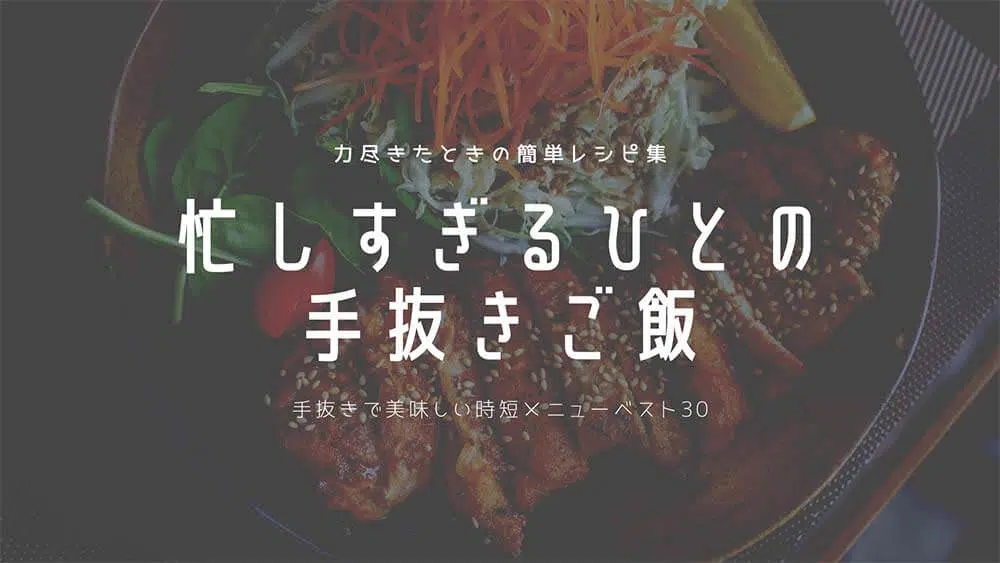 力尽きたときの簡単レシピ集
忙しすぎるひとの
手抜きご飯
手抜きで美味しい時短メニューベスト30